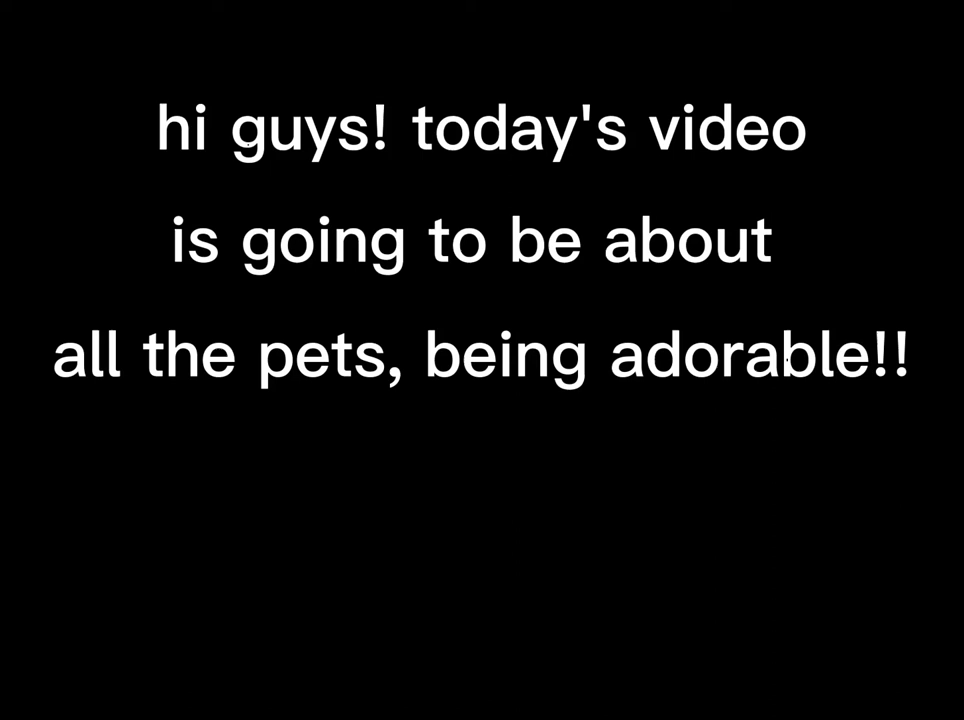 hi guys! today's video
is going to be about
all the pets, being adorable!!